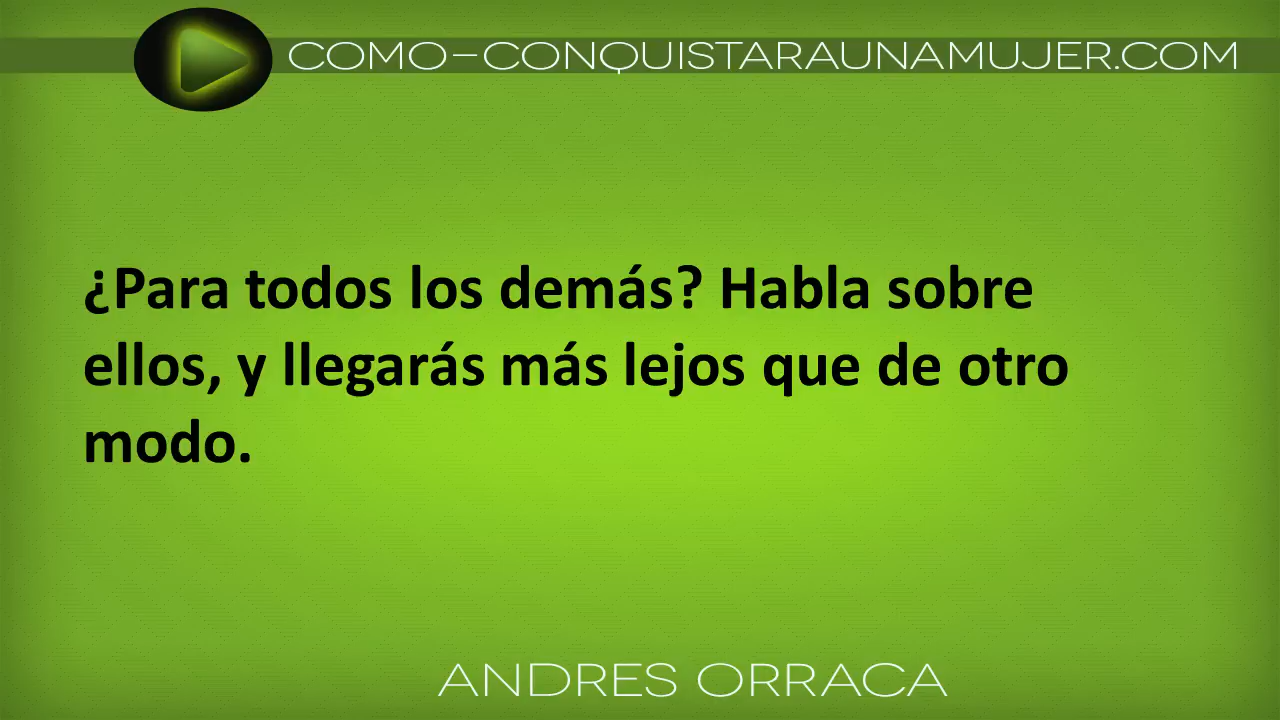 COMO-CONQUISTARAUNAMUJER.COM
¿Para todos los demás? Habla sobre
ellos, y llegarás más lejos que de otro
modo.
ANDRES ORRACA